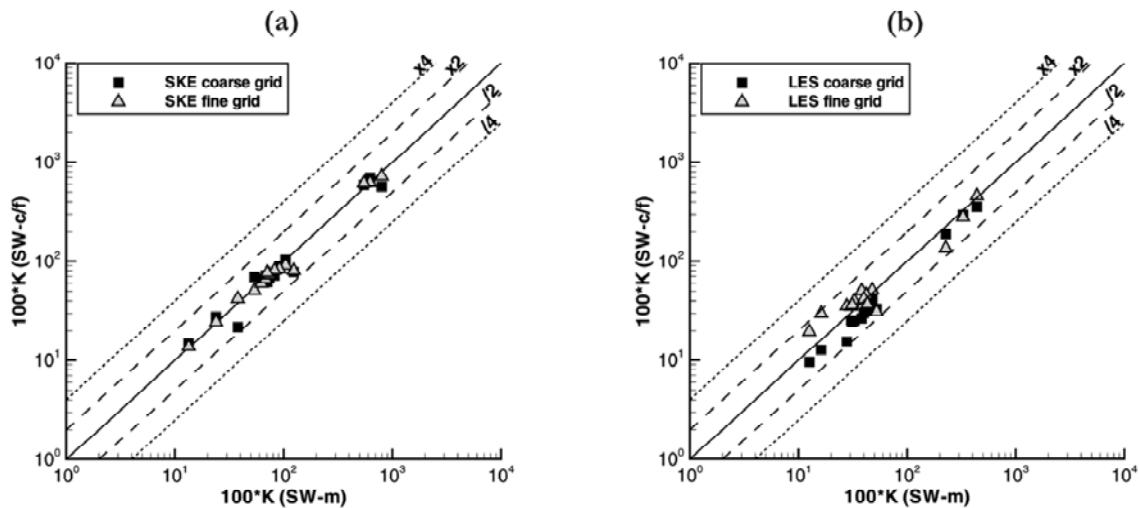 (a)
10⁴
10³
10²
10¹
10⁰
100*K (SW-c/f)
SKE coarse grid
SKE fine grid
x4
x2
/2
/4
10⁰ 10¹ 10² 10³ 10⁴
100*K (SW-m)
(b)
10⁴
10³
10²
10¹
10⁰
100*K (SW-c/f)
LES coarse grid
LES fine grid
x4
x2
/2
/4
10⁰ 10¹ 10² 10³ 10⁴
100*K (SW-m)